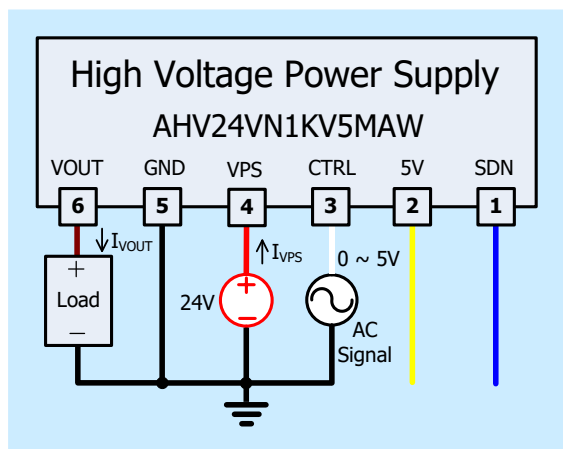 High Voltage Power Supply
AHV24VN1KV5MAW
VOUT GND VPS CTRL 5V SDN
6 5 4 3 2 1
IVOUT IVPS 0 ~ 5V
+ +
Load 24V
− −
AC
Signal